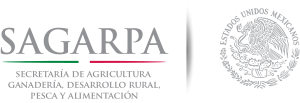 SAGARPA
SECRETARÍA DE AGRICULTURA
GANADERÍA, DESARROLLO RURAL,
PESCA Y ALIMENTACIÓN
ESTADOS UNIDOS MEXICANOS